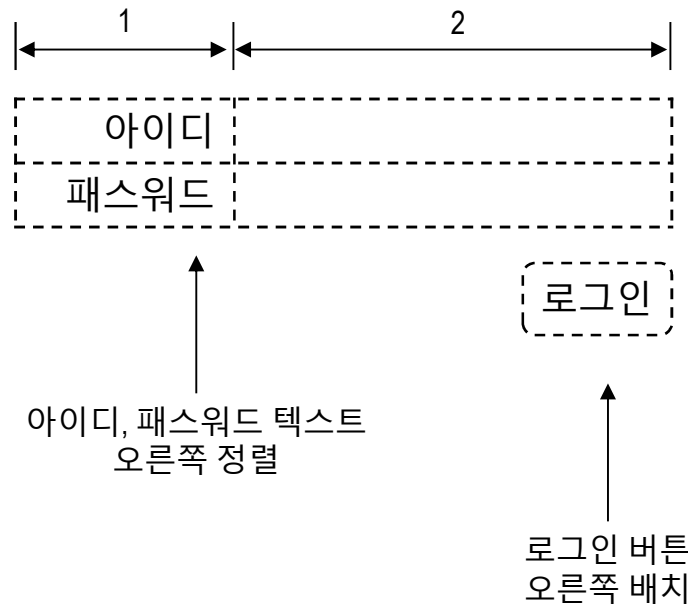 1
2
아이디
패스워드
로그인
아이디, 패스워드 텍스트
오른쪽 정렬
로그인 버튼
오른쪽 배치